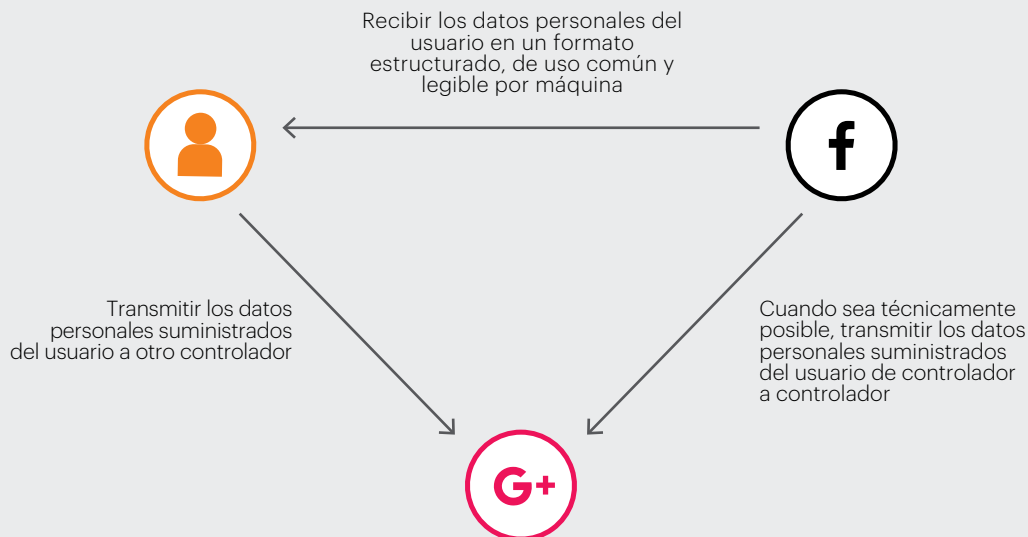 Recibir los datos personales del
usuario en un formato
estructurado, de uso común y
legible por máquina
f
Transmitir los datos
personales suministrados
del usuario a otro controlador
Cuando sea técnicamente
posible, transmitir los datos
personales suministrados
del usuario de controlador
a controlador
G+